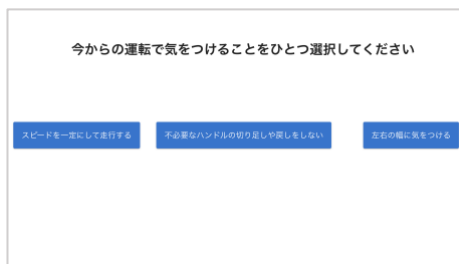 今からの運転で気をつけることをひとつ選択してください
スピードを一定にして走行する
不必要なハンドルの切り足しや戻しをしない
左右の幅に気をつける